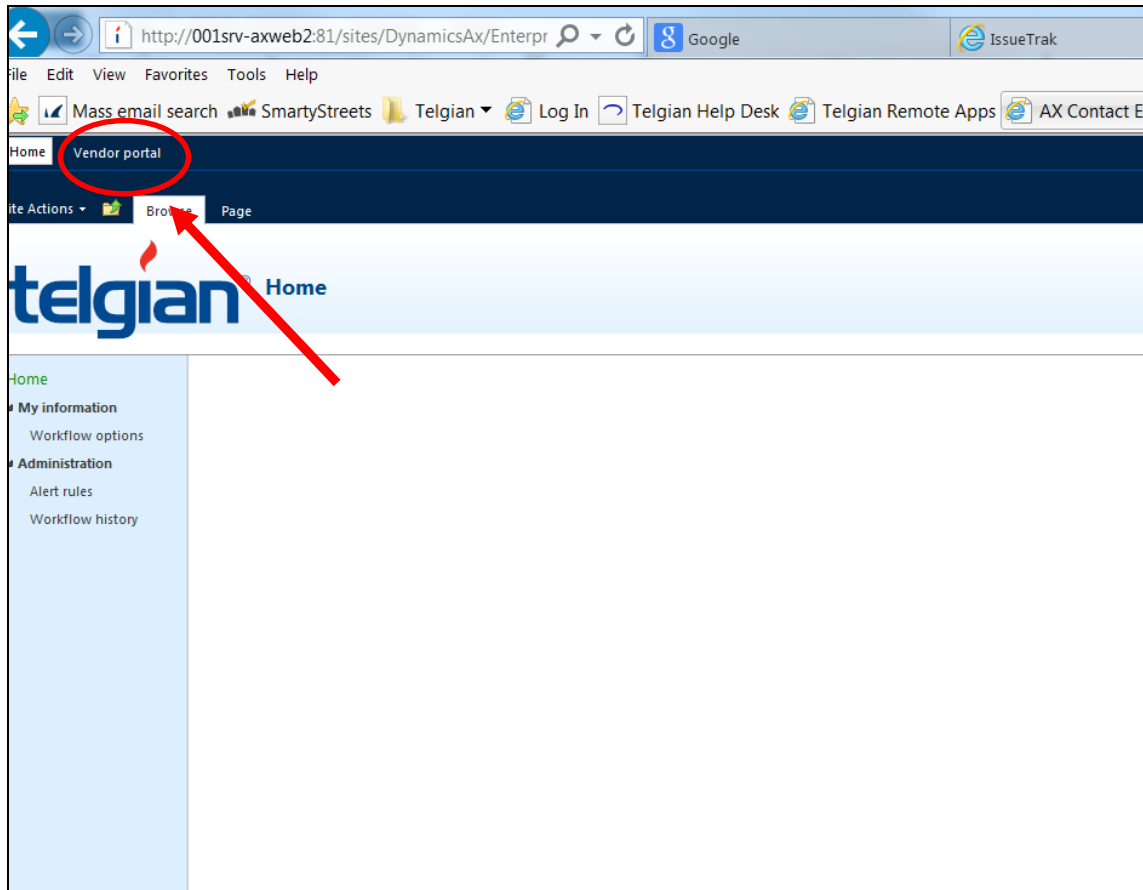 http://001srv-axweb2:81/sites/DynamicsAx/Enterpr Google IssueTrak
File Edit View Favorites Tools Help
Mass email search SmartyStreets Telgian Log In Telgian Help Desk Telgian Remote Apps AX Contact E
Home Vendor portal
ite Actions Browse Page
telgian® Home
Home
My information
Workflow options
Administration
Alert rules
Workflow history